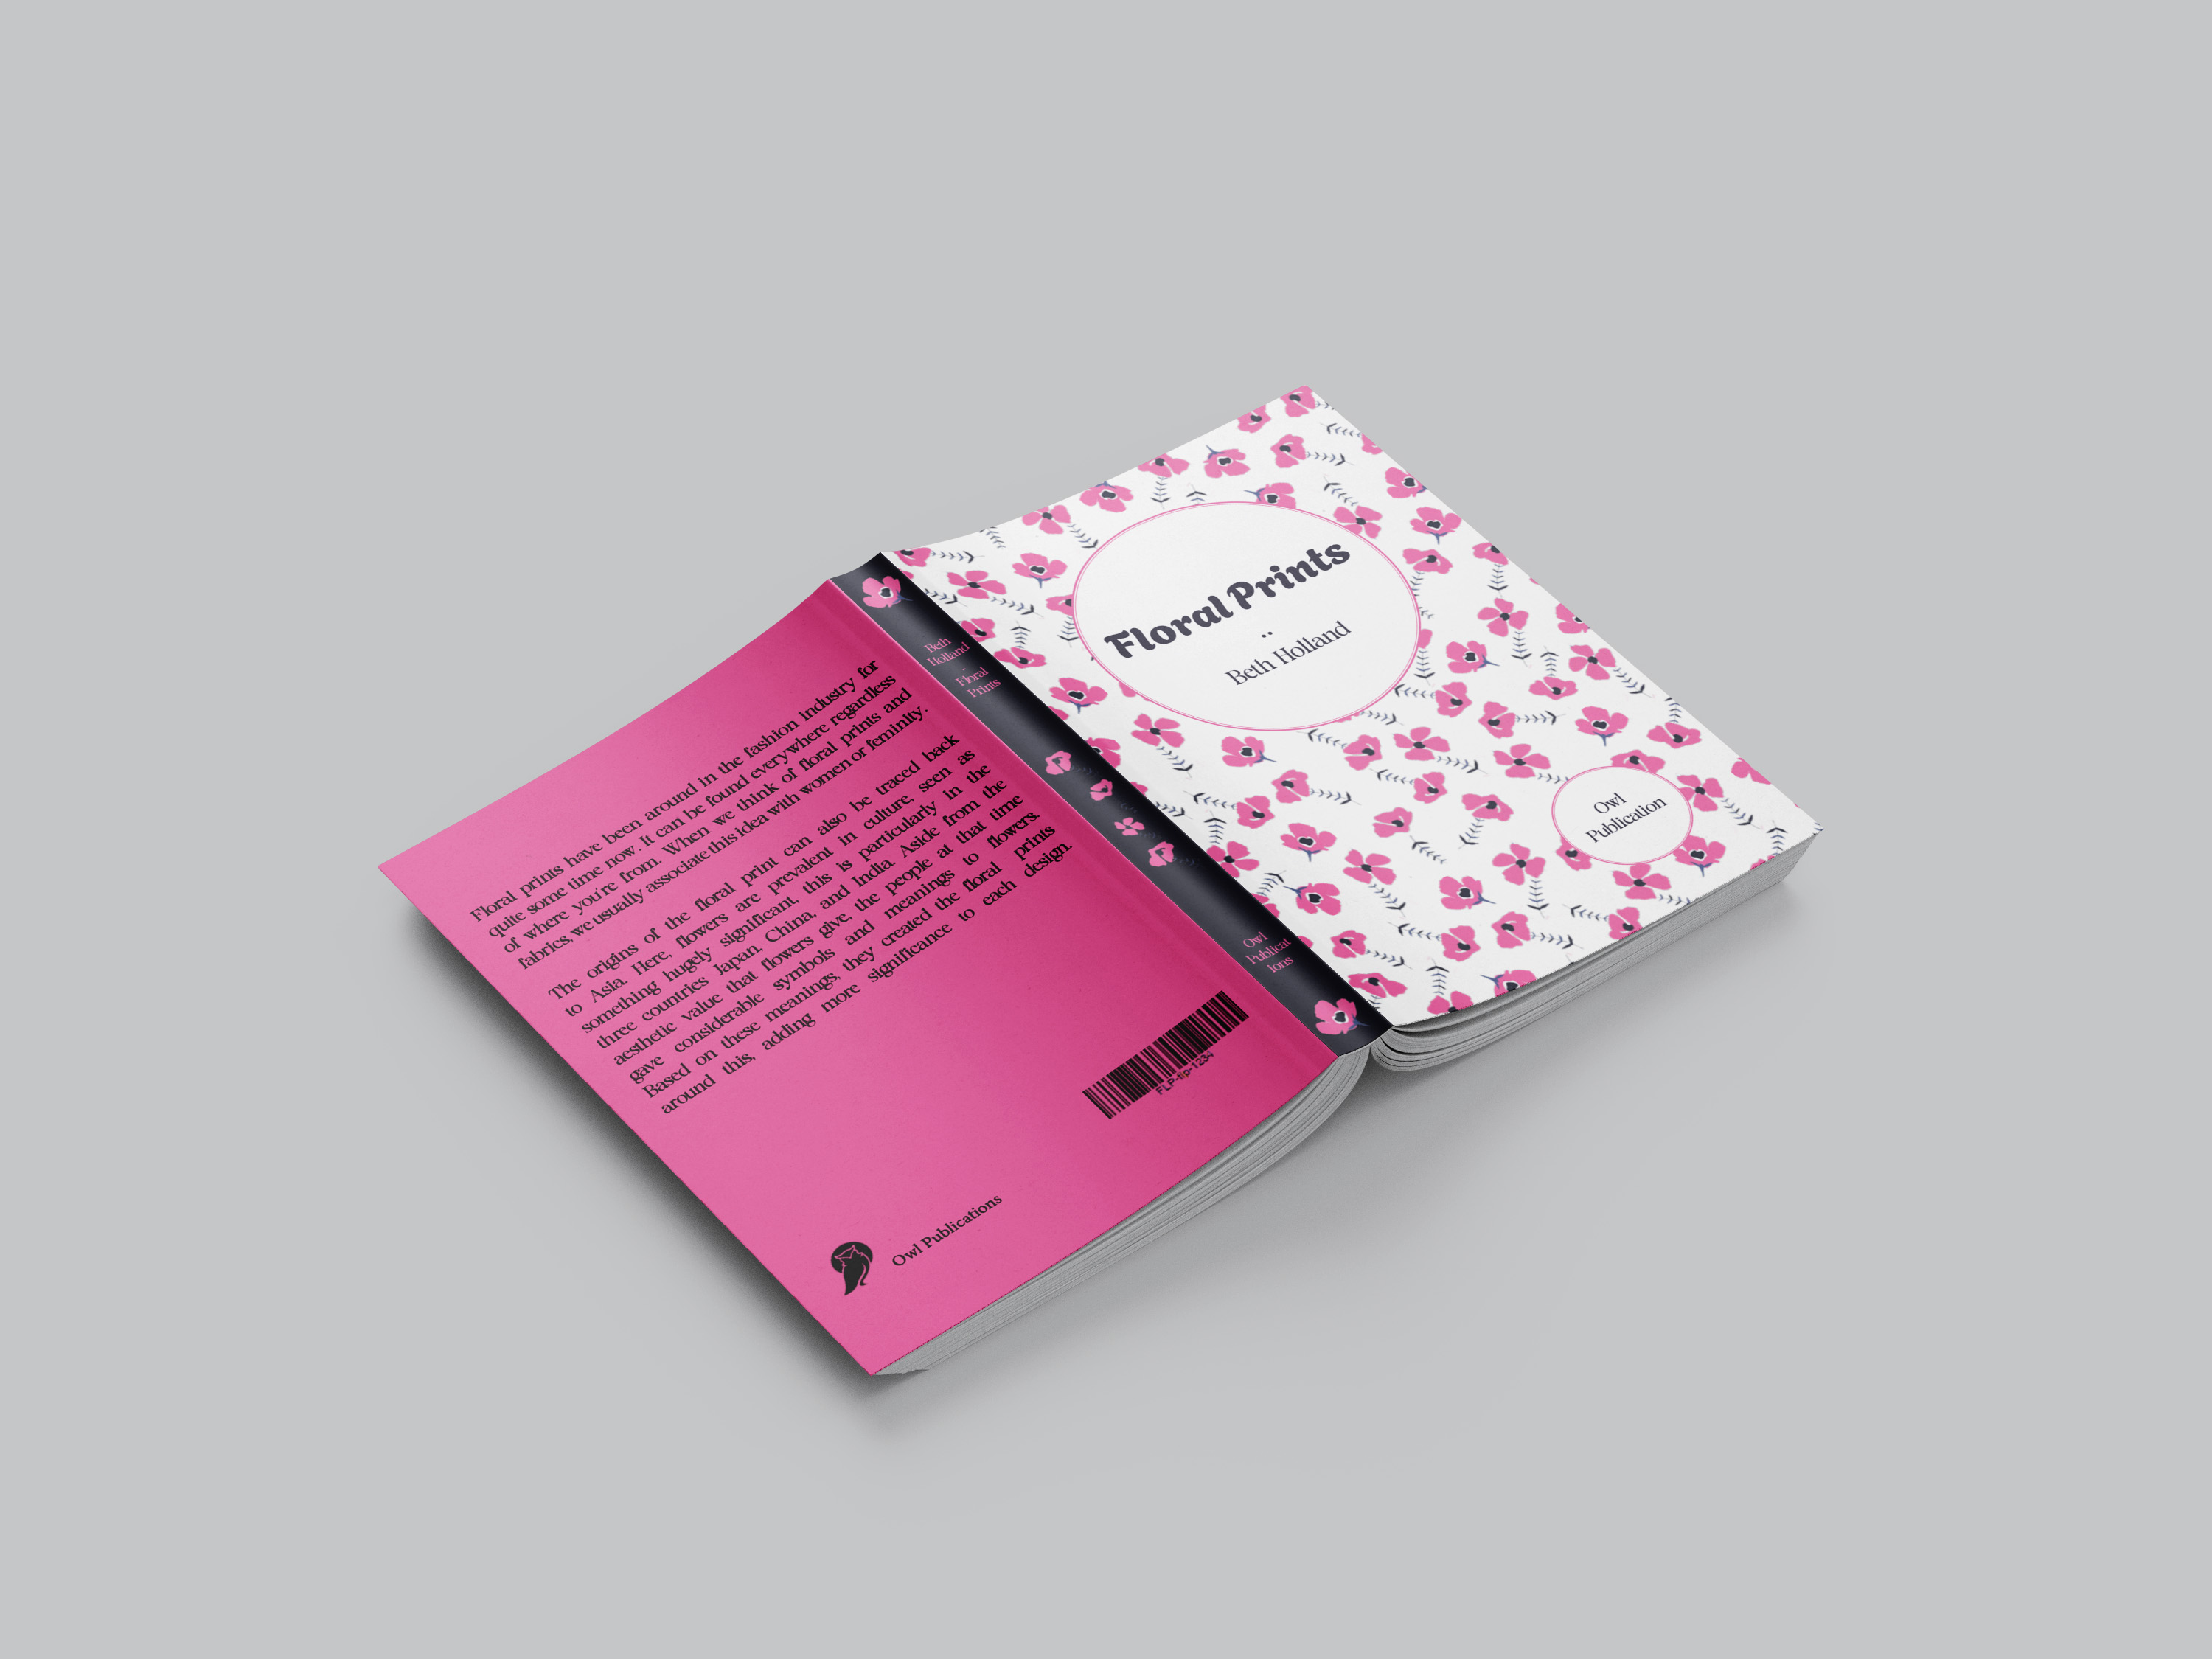 Floral Prints
Beth Holland
Owl
Publication
Beth
Holland
-
Floral
Prints
Owl
Publicat
ions
Floral prints have been around in the fashion industry for
quite some time now. It can be found everywhere regardless
of where you're from. When we think of floral prints and
fabrics, we usually associate this idea with women or feminity.
The origins of the floral print can also be traced back
to Asia. Here, flowers are prevalent in culture, seen as
something hugely significant, this is particularly in the
three countries Japan, China, and India. Aside from the
aesthetic value that flowers give, the people at that time
gave considerable symbols and meanings to flowers.
Based on these meanings, they created the floral prints
around this, adding more significance to each design.
FLP-flp-1234
Owl Publications